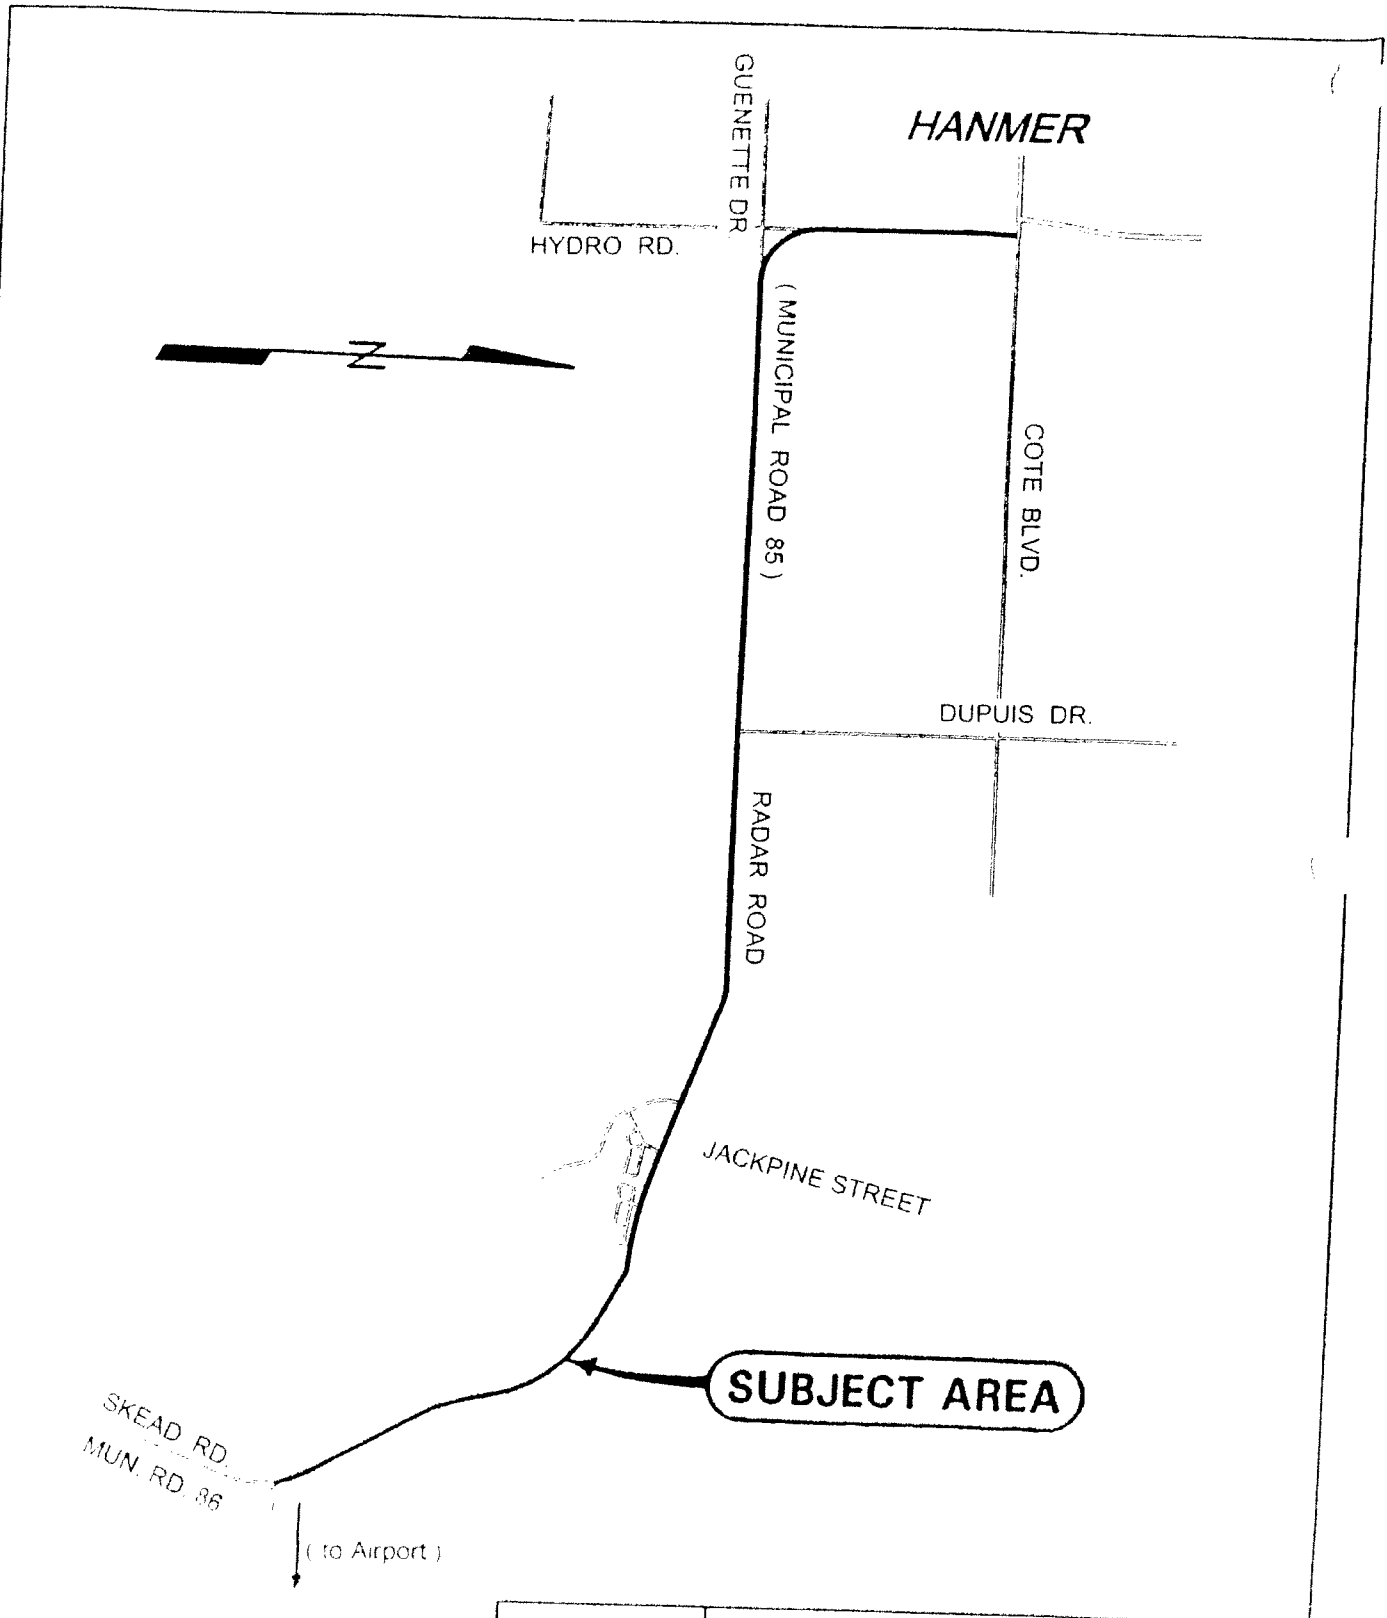 GUENETTE DR
HANMER
HYDRO RD.
N
( MUNICIPAL ROAD 85 )
COTE BLVD.
DUPUIS DR.
RADAR ROAD
JACKPINE STREET
SUBJECT AREA
SKEAD RD.
MUN. RD. 86
( to Airport )